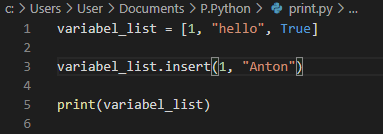 c: > Users > User > Documents > P.Python > print.py > ...
1 variabel_list = [1, "hello", True]
2
3 variabel_list.insert(1, "Anton")
4
5 print(variabel_list)
6